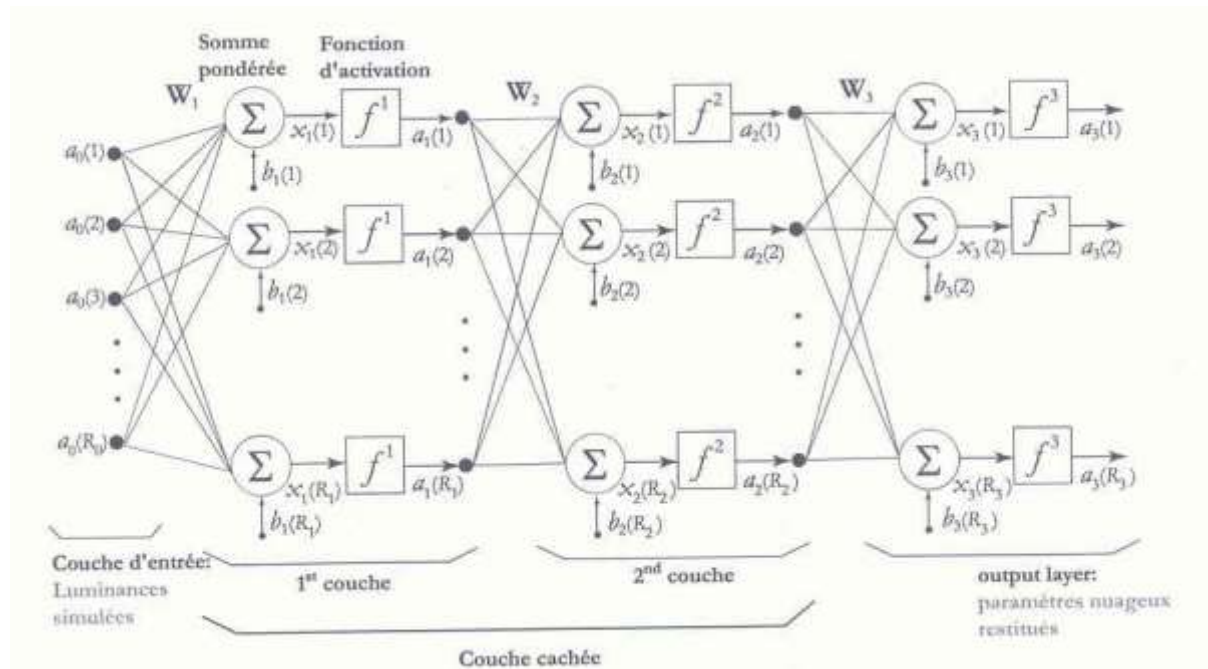 Somme
pondérée
Fonction
d'activation
W₁
W₂
W₃
Σ
x₁(1)
f¹
a₁(1)
Σ
x₂(1)
f²
a₂(1)
Σ
x₃(1)
f³
a₃(1)
a₀(1)
b₁(1)
b₂(1)
b₃(1)
a₀(2)
Σ
x₁(2)
f¹
a₁(2)
Σ
x₂(2)
f²
a₂(2)
Σ
x₃(2)
f³
a₃(2)
a₀(3)
b₁(2)
b₂(2)
b₃(2)
a₀(R₀)
Σ
x₁(R₁)
f¹
a₁(R₁)
Σ
x₂(R₂)
f²
a₂(R₂)
Σ
x₃(R₃)
f³
a₃(R₃)
b₁(R₁)
b₂(R₂)
b₃(R₃)
Couche d'entrée:
Luminances
simulées
1st couche
2nd couche
output layer:
paramètres nuageux
restitués
Couche cachée